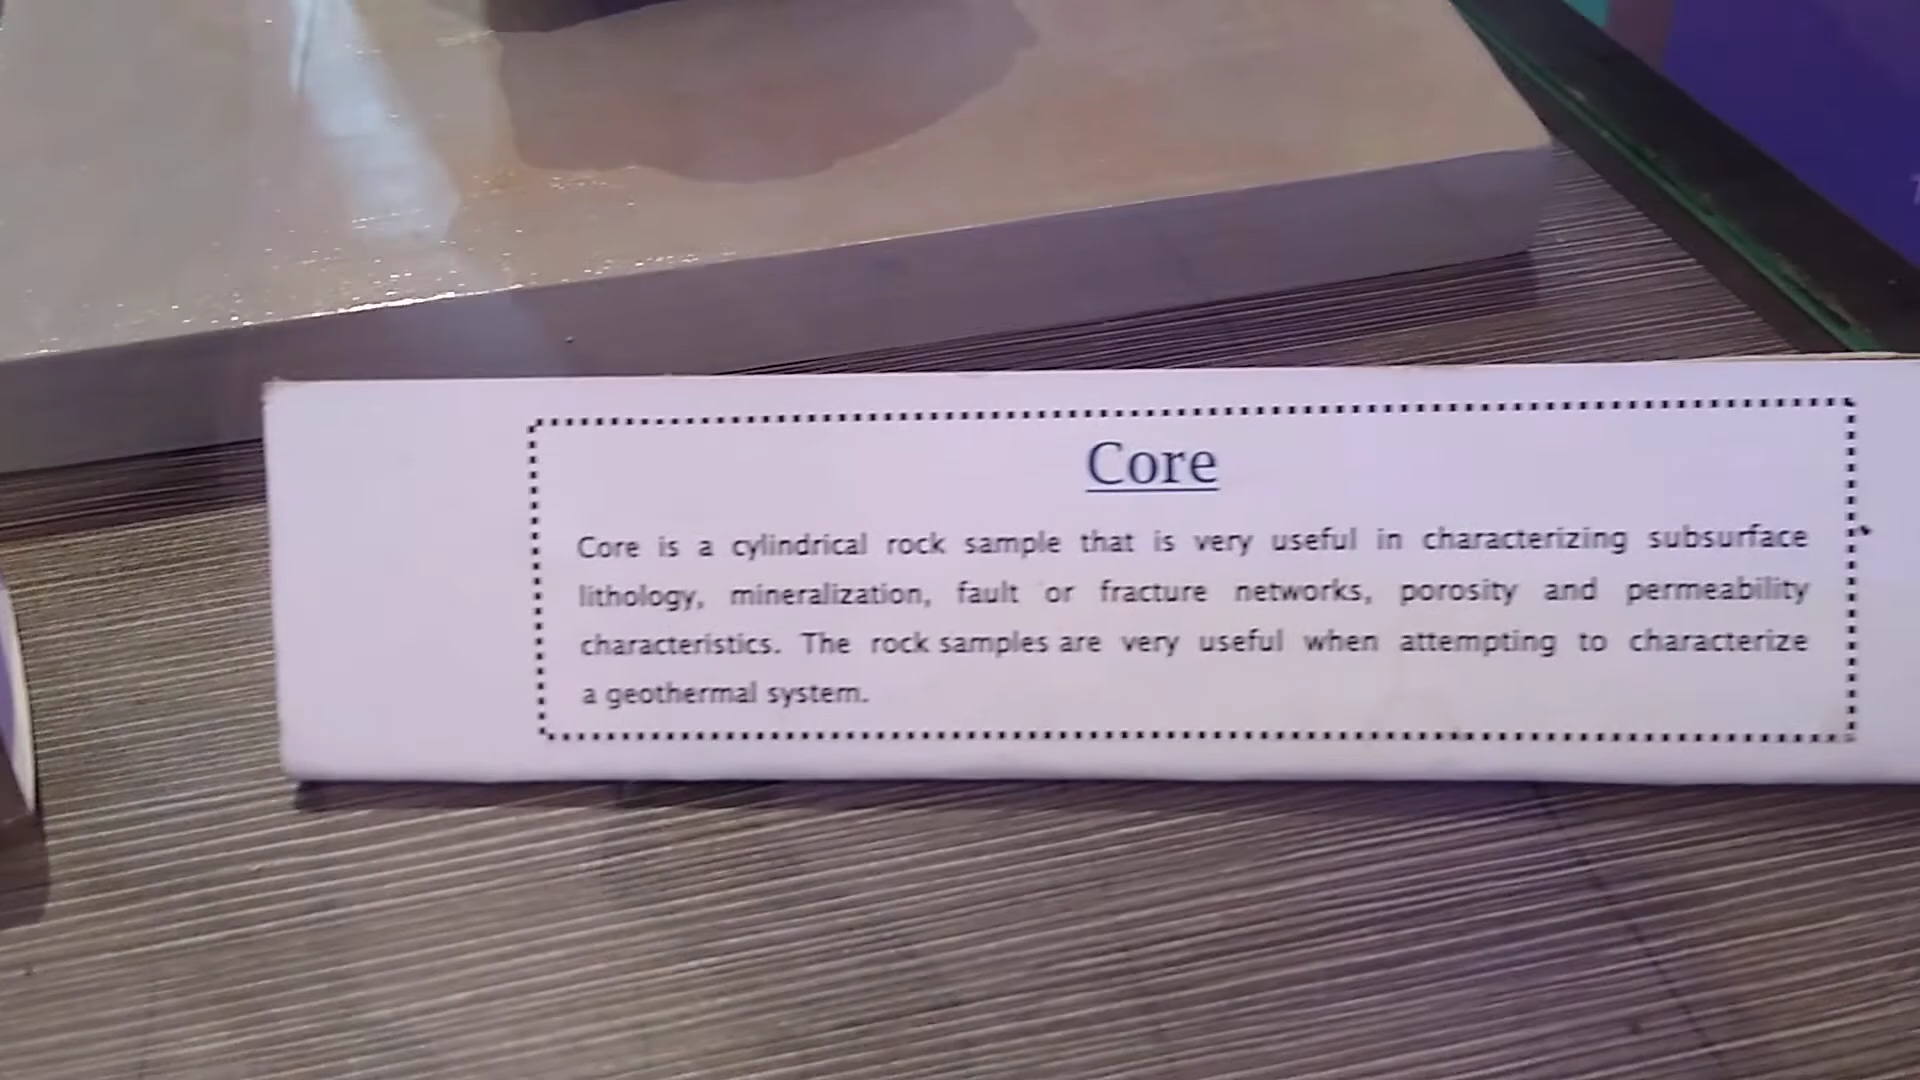 Core
Core is a cylindrical rock sample that is very useful in characterizing subsurface
lithology, mineralization, fault or fracture networks, porosity and permeability
characteristics. The rock samples are very useful when attempting to characterize
a geothermal system.